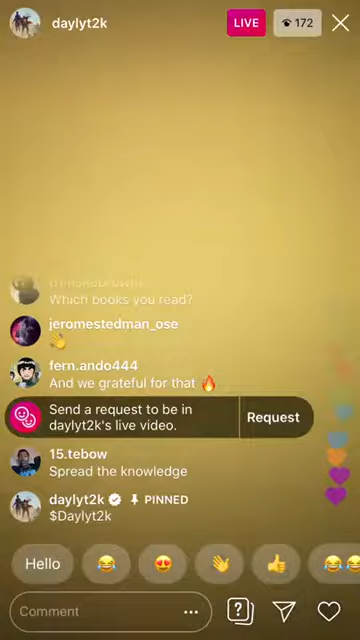 daylyt2k
LIVE
172
Which books you read?
jeromestedman_ose
👋
fern.ando444
And we grateful for that 🔥
Send a request to be in
daylyt2k's live video.
Request
15.tebow
Spread the knowledge
daylyt2k PINNED
$Daylyt2k
Hello 😂 😍 👏 👍 😂😂
Comment ...
?